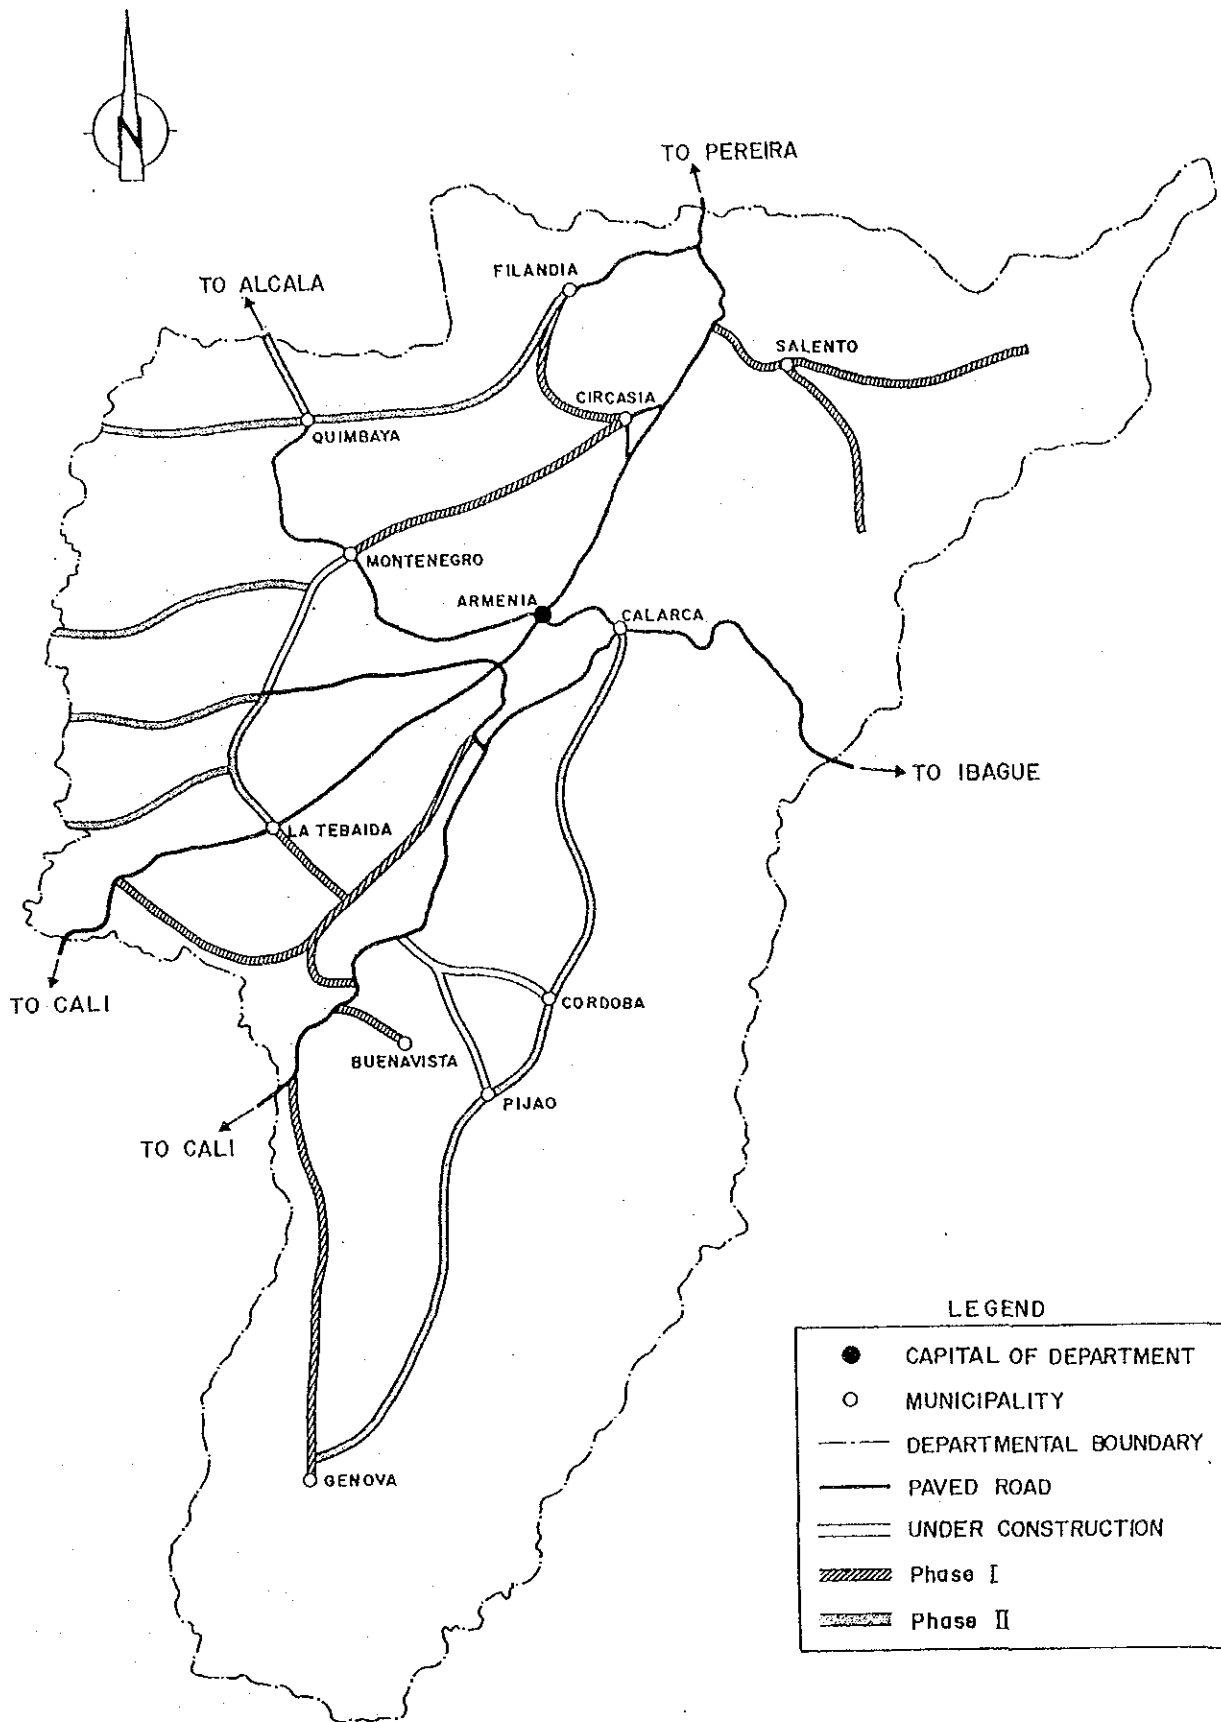 N
TO PEREIRA
FILANDIA
TO ALCALA
SALENTO
CIRCASIA
QUIMBAYA
MONTENEGRO
ARMENIA
CALARCA
TO IBAGUE
LA TEBAIDA
TO CALI
CORDOBA
BUENAVISTA
PIJAO
TO CALI
GENOVA
LEGEND
CAPITAL OF DEPARTMENT
MUNICIPALITY
DEPARTMENTAL BOUNDARY
PAVED ROAD
UNDER CONSTRUCTION
Phase I
Phase II